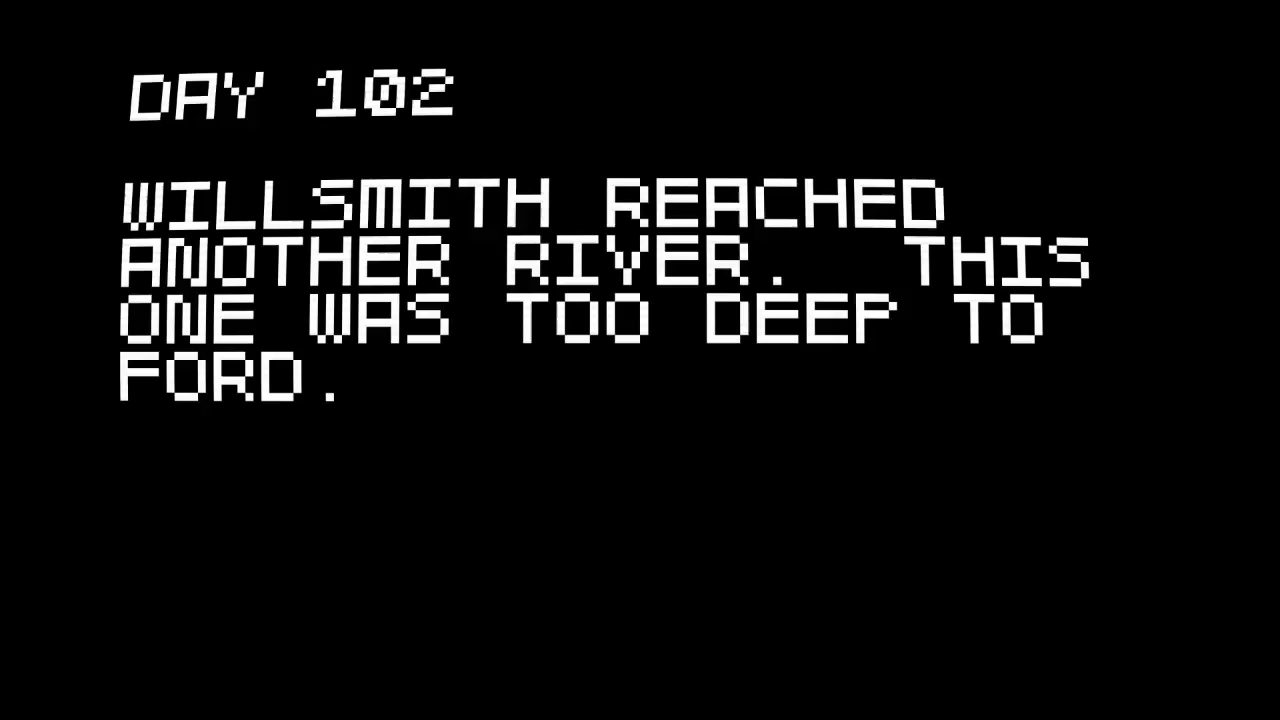 DAY 102
WILLSMITH REACHED
ANOTHER RIVER.  THIS
ONE WAS TOO DEEP TO
FORD.